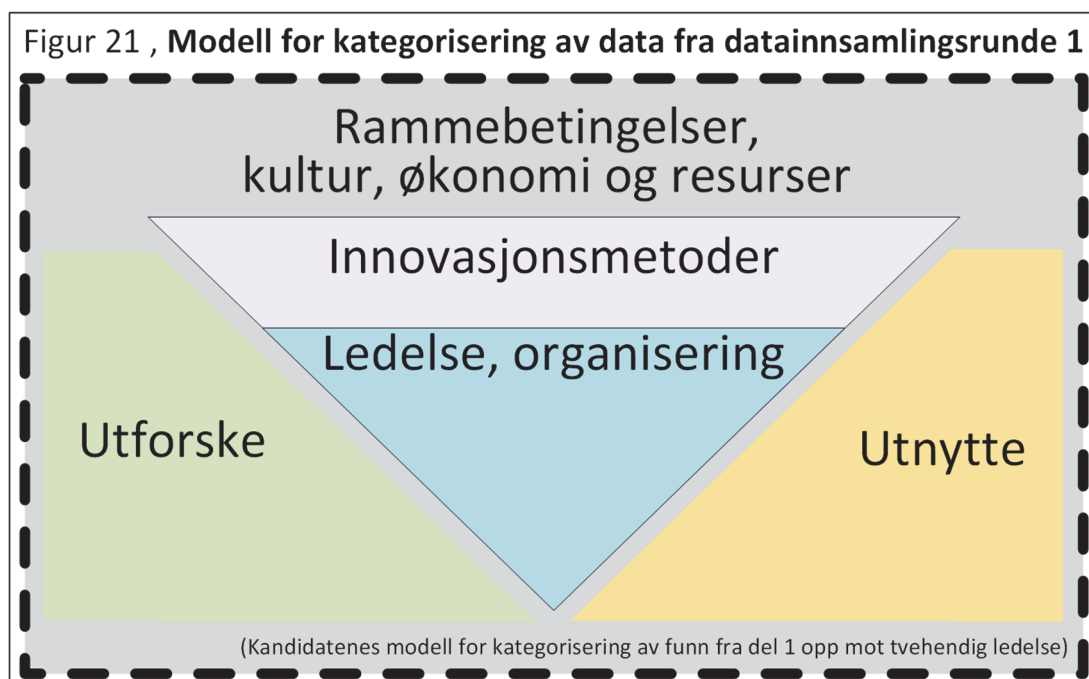 Figur 21 , Modell for kategorisering av data fra datainnsamlingsrunde 1
Rammebetingelser,
kultur, økonomi og resurser
Innovasjonsmetoder
Ledelse, organisering
Utforske
Utnytte
(Kandidatenes modell for kategorisering av funn fra del 1 opp mot tvehendig ledelse)